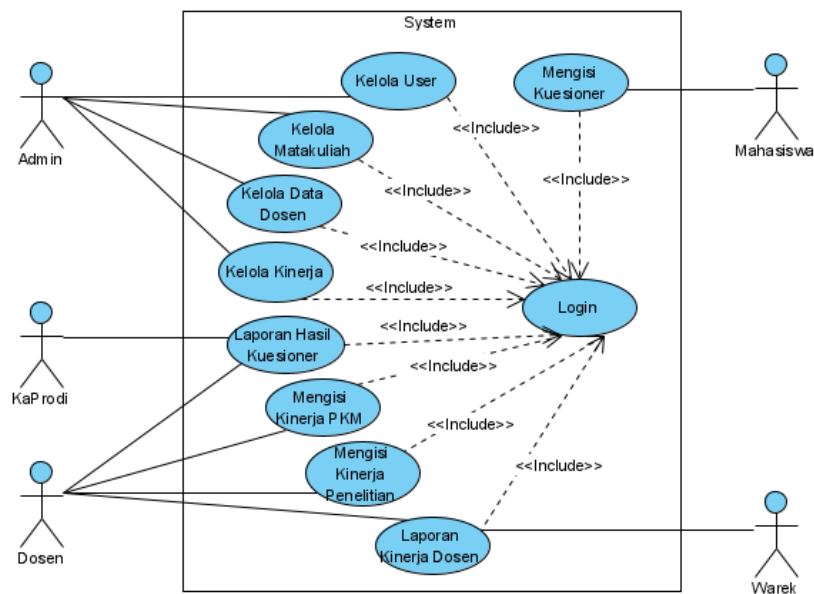 System
Kelola User
Mengisi
Kuesioner
Admin
Mahasiswa
<<Include>>
Kelola
Matakuliah
<<Include>>
<<Include>>
Kelola Data
Dosen
<<Include>>
Kelola Kinerja
<<Include>>
Login
KaProdi
Laporan Hasil
Kuesioner
<<Include>>
<<Include>>
Mengisi
Kinerja PKM
<<Include>>
Mengisi
Kinerja
Penelitian
<<Include>>
Dosen
Laporan
Kinerja Dosen
Warek